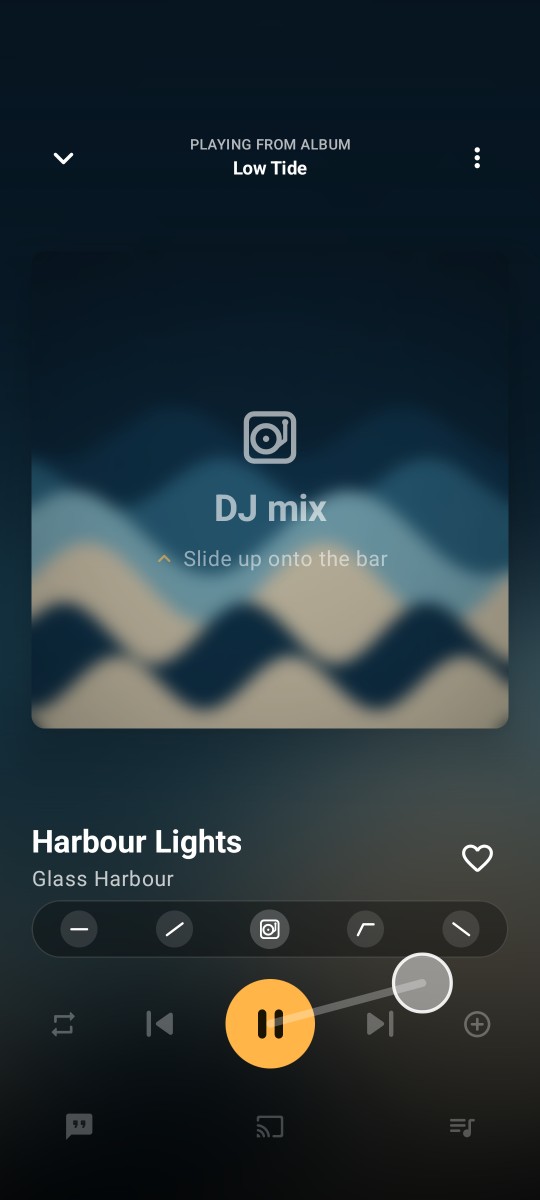 PLAYING FROM ALBUM
Low Tide
DJ mix
Slide up onto the bar
Harbour Lights
Glass Harbour